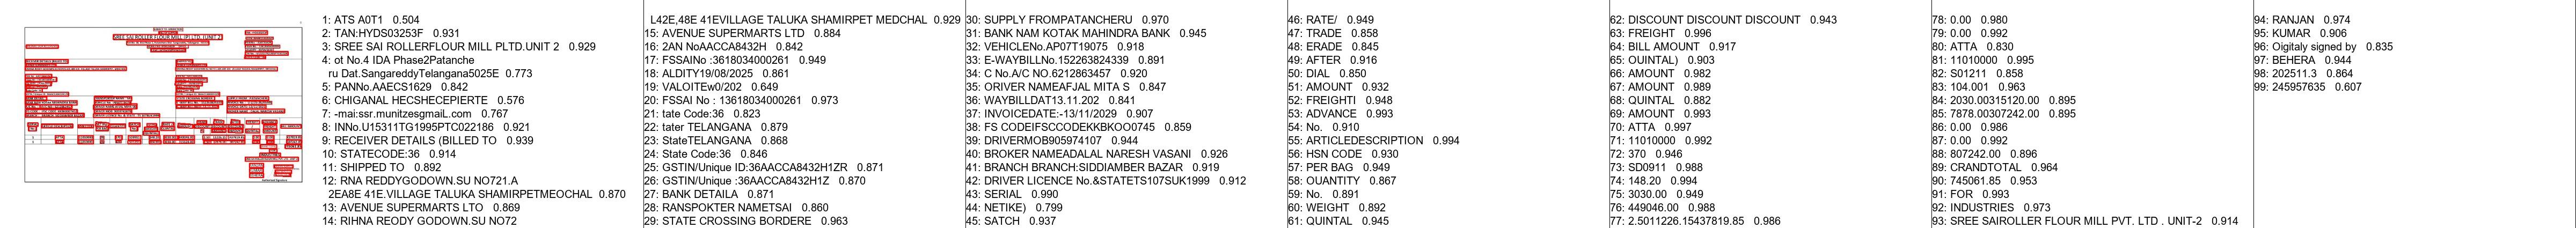 1: ATS A0T1 0.504
2: TAN:HYDS03253F 0.931
3: SREE SAI ROLLERFLOUR MILL PLTD.UNIT 2 0.929
4: ot No.4 IDA Phase2Patanche
ru Dat.SangareddyTelangana5025E 0.773
5: PANNo.AAECS1629 0.842
6: CHIGANAL HECSHECEPIERTE 0.576
7: -mai:ssr.munitzesgmaiL.com 0.767
8: INNo.U15311TG1995PTC022186 0.921
9: RECEIVER DETAILS (BILLED TO 0.939
10: STATECODE:36 0.914
11: SHIPPED TO 0.892
12: RNA REDDYGODOWN.SU NO721.A
2EA8E 41E.VILLAGE TALUKA SHAMIRPETMEOCHAL 0.870
13: AVENUE SUPERMARTS LTO 0.869
14: RIHNA REODY GODOWN.SU NO72
L42E,48E 41EVILLAGE TALUKA SHAMIRPET MEDCHAL 0.929
15: AVENUE SUPERMARTS LTD 0.884
16: 2AN NoAACCA8432H 0.842
17: FSSAINo :3618034000261 0.949
18: ALDITY19/08/2025 0.861
19: VALOITEw0/202 0.649
20: FSSAI No : 13618034000261 0.973
21: tate Code:36 0.823
22: tater TELANGANA 0.879
23: StateTELANGANA 0.868
24: State Code:36 0.846
25: GSTIN/Unique ID:36AACCA8432H1ZR 0.871
26: GSTIN/Unique :36AACCA8432H1Z 0.870
27: BANK DETAILA 0.871
28: RANSPOKTER NAMETSAI 0.860
29: STATE CROSSING BORDERE 0.963
30: SUPPLY FROMPATANCHERU 0.970
31: BANK NAM KOTAK MAHINDRA BANK 0.945
32: VEHICLENo.AP07T19075 0.918
33: E-WAYBILLNo.152263824339 0.891
34: C No.A/C NO.6212863457 0.920
35: ORIVER NAMEAFJAL MITA S 0.847
36: WAYBILLDAT13.11.202 0.841
37: INVOICEDATE:-13/11/2029 0.907
38: FS CODEIFSCCODEKKBKOO0745 0.859
39: DRIVERMOB905974107 0.944
40: BROKER NAMEADALAL NARESH VASANI 0.926
41: BRANCH BRANCH:SIDDIAMBER BAZAR 0.919
42: DRIVER LICENCE No.&STATETS107SUK1999 0.912
43: SERIAL 0.990
44: NETIKE) 0.799
45: SATCH 0.937
46: RATE/ 0.949
47: TRADE 0.858
48: ERADE 0.845
49: AFTER 0.916
50: DIAL 0.850
51: AMOUNT 0.932
52: FREIGHTI 0.948
53: ADVANCE 0.993
54: No. 0.910
55: ARTICLEDESCRIPTION 0.994
56: HSN CODE 0.930
57: PER BAG 0.949
58: OUANTITY 0.867
59: No. 0.891
60: WEIGHT 0.892
61: QUINTAL 0.945
62: DISCOUNT DISCOUNT DISCOUNT 0.943
63: FREIGHT 0.996
64: BILL AMOUNT 0.917
65: OUINTAL) 0.903
66: AMOUNT 0.982
67: AMOUNT 0.989
68: QUINTAL 0.882
69: AMOUNT 0.993
70: ATTA 0.997
71: 11010000 0.992
72: 370 0.946
73: SD0911 0.988
74: 148.20 0.994
75: 3030.00 0.949
76: 449046.00 0.988
77: 2.5011226.15437819.85 0.986
78: 0.00 0.980
79: 0.00 0.992
80: ATTA 0.830
81: 11010000 0.995
82: S01211 0.858
83: 104.001 0.963
84: 2030.00315120.00 0.895
85: 7878.00307242.00 0.895
86: 0.00 0.986
87: 0.00 0.992
88: 807242.00 0.896
89: CRANDTOTAL 0.964
90: 745061.85 0.953
91: FOR 0.993
92: INDUSTRIES 0.973
93: SREE SAIROLLER FLOUR MILL PVT. LTD . UNIT-2 0.914
94: RANJAN 0.974
95: KUMAR 0.906
96: Oigitaly signed by 0.835
97: BEHERA 0.944
98: 202511.3 0.864
99: 245957635 0.607